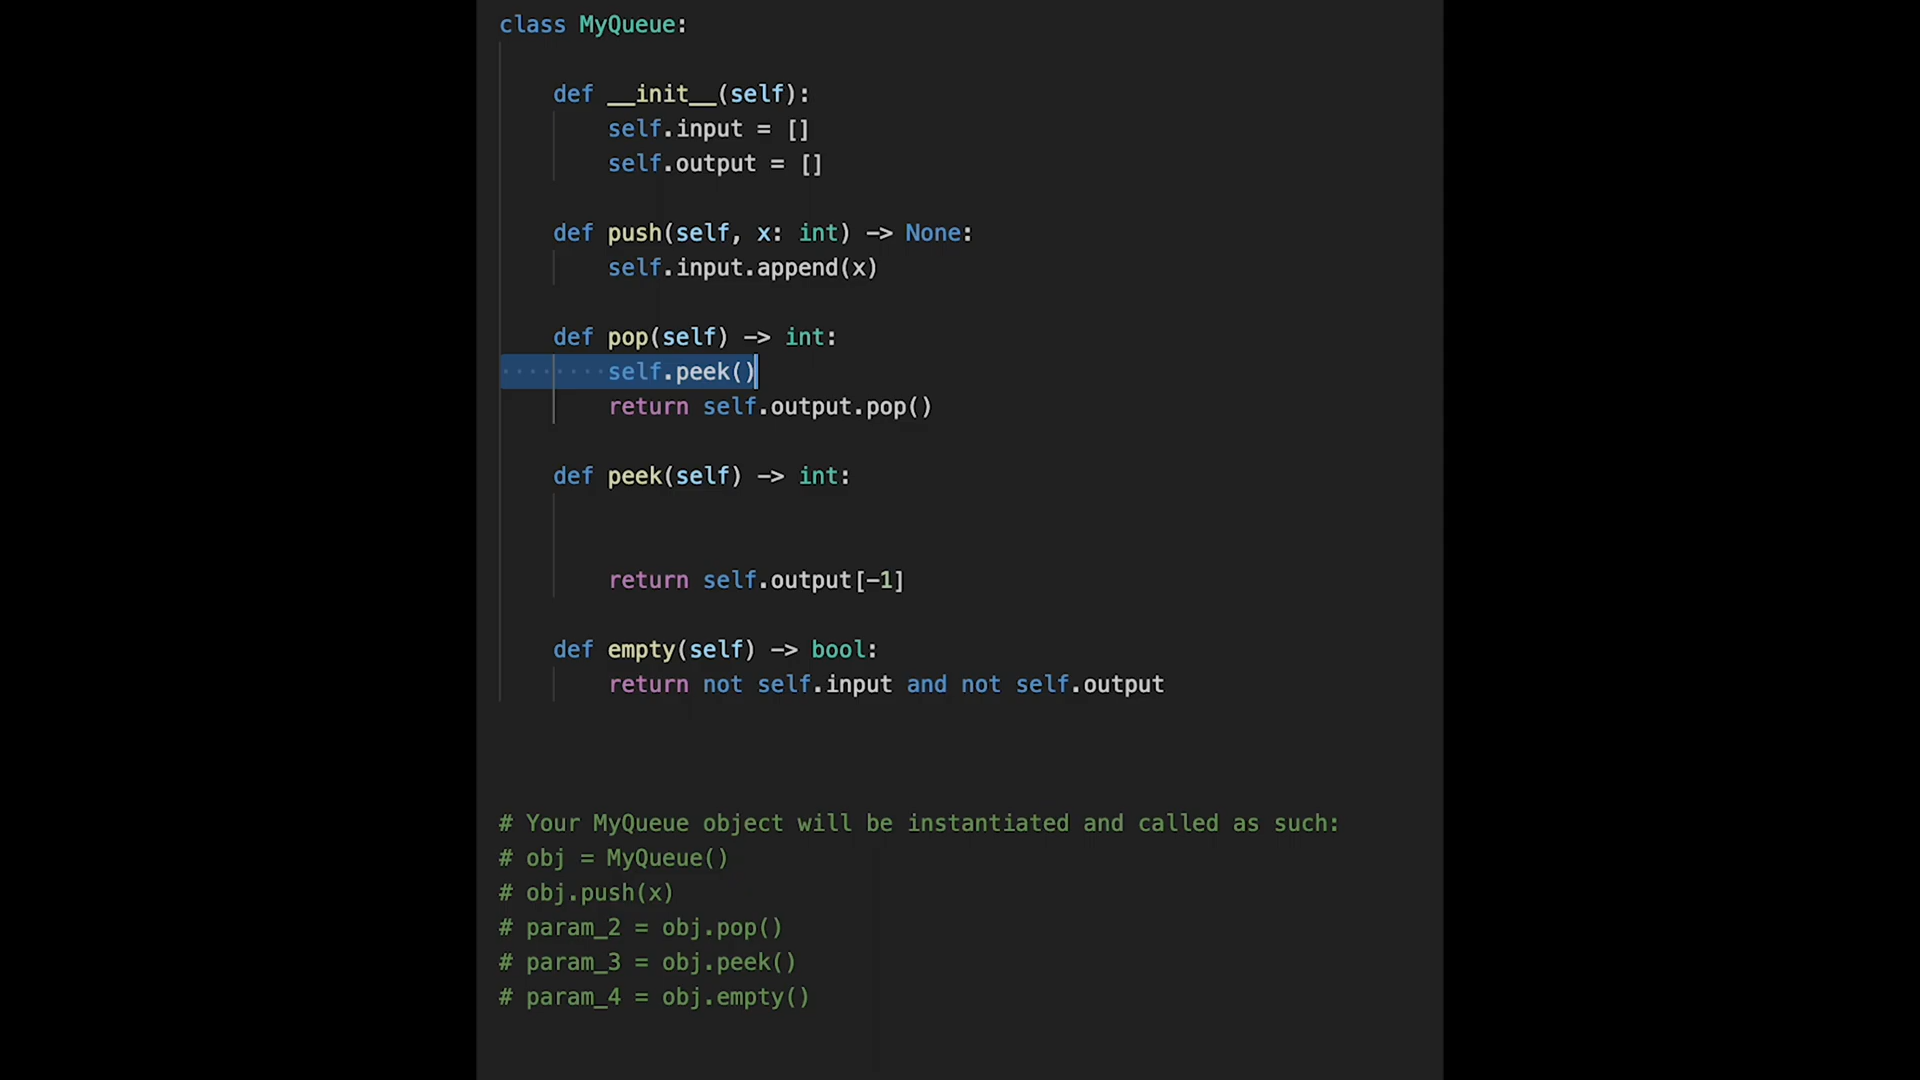 class MyQueue:
def __init__(self):
self.input = []
self.output = []
def push(self, x: int) -> None:
self.input.append(x)
def pop(self) -> int:
self.peek()
return self.output.pop()
def peek(self) -> int:
return self.output[-1]
def empty(self) -> bool:
return not self.input and not self.output
# Your MyQueue object will be instantiated and called as such:
# obj = MyQueue()
# obj.push(x)
# param_2 = obj.pop()
# param_3 = obj.peek()
# param_4 = obj.empty()